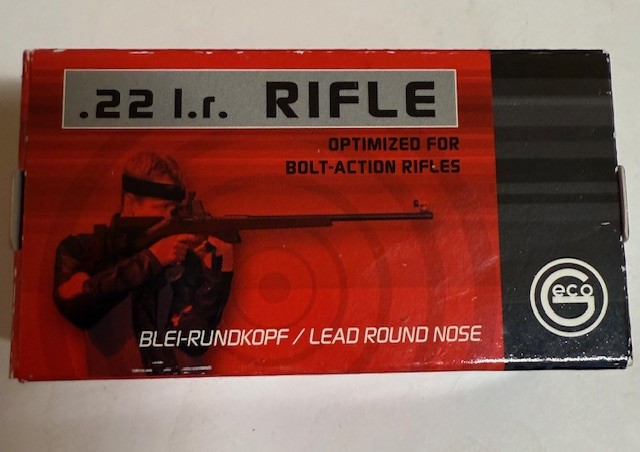 .22 l.r. RIFLE
OPTIMIZED FOR
BOLT-ACTION RIFLES
Geco
BLEI-RUNDKOPF / LEAD ROUND NOSE